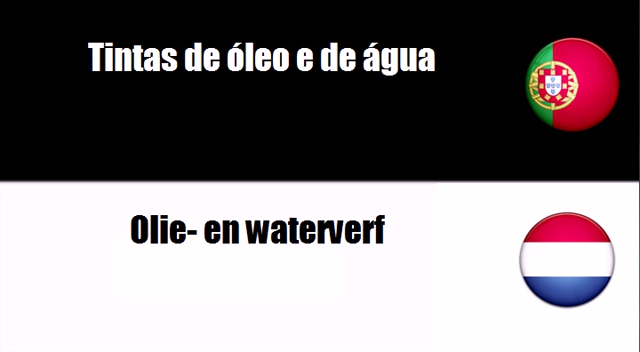 Tintas de óleo e de água
Olie- en waterverf